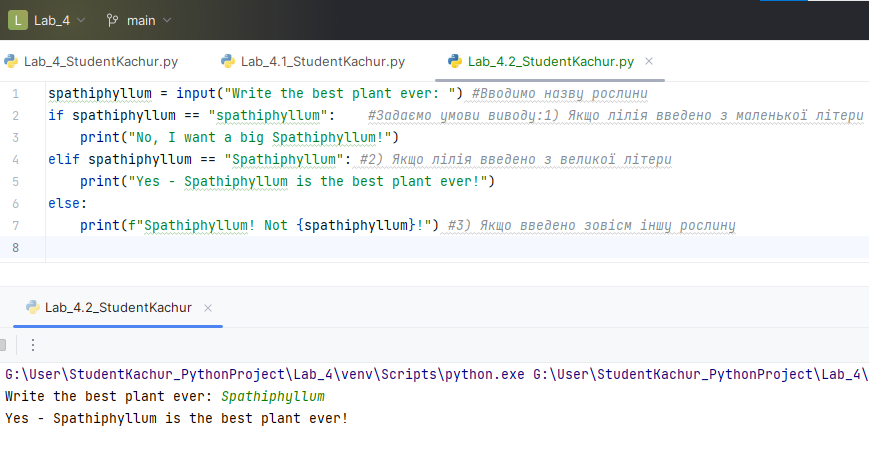 L Lab_4 main
Lab_4_StudentKachur.py Lab_4.1_StudentKachur.py Lab_4.2_StudentKachur.py
1 spathiphyllum = input("Write the best plant ever: ") #Вводимо назву рослини
2 if spathiphyllum == "spathiphyllum": #Задаємо умови виводу:1) Якщо лілія введено з маленької літери
3 print("No, I want a big Spathiphyllum!")
4 elif spathiphyllum == "Spathiphyllum": #2) Якщо лілія введено з великої літери
5 print("Yes - Spathiphyllum is the best plant ever!")
6 else:
7 print(f"Spathiphyllum! Not {spathiphyllum}!") #3) Якщо введено зовісм іншу рослину
8
Lab_4.2_StudentKachur
G:\User\StudentKachur_PythonProject\Lab_4\venv\Scripts\python.exe G:\User\StudentKachur_PythonProject\Lab_4\
Write the best plant ever: Spathiphyllum
Yes - Spathiphyllum is the best plant ever!